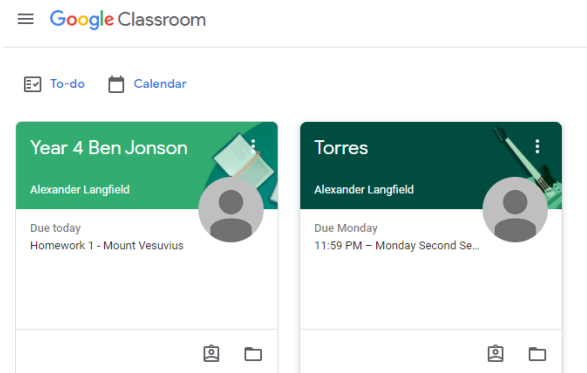 Google Classroom
To-do Calendar
Year 4 Ben Jonson
Alexander Langfield
Due today
Homework 1 - Mount Vesuvius
Torres
Alexander Langfield
Due Monday
11:59 PM – Monday Second Se...